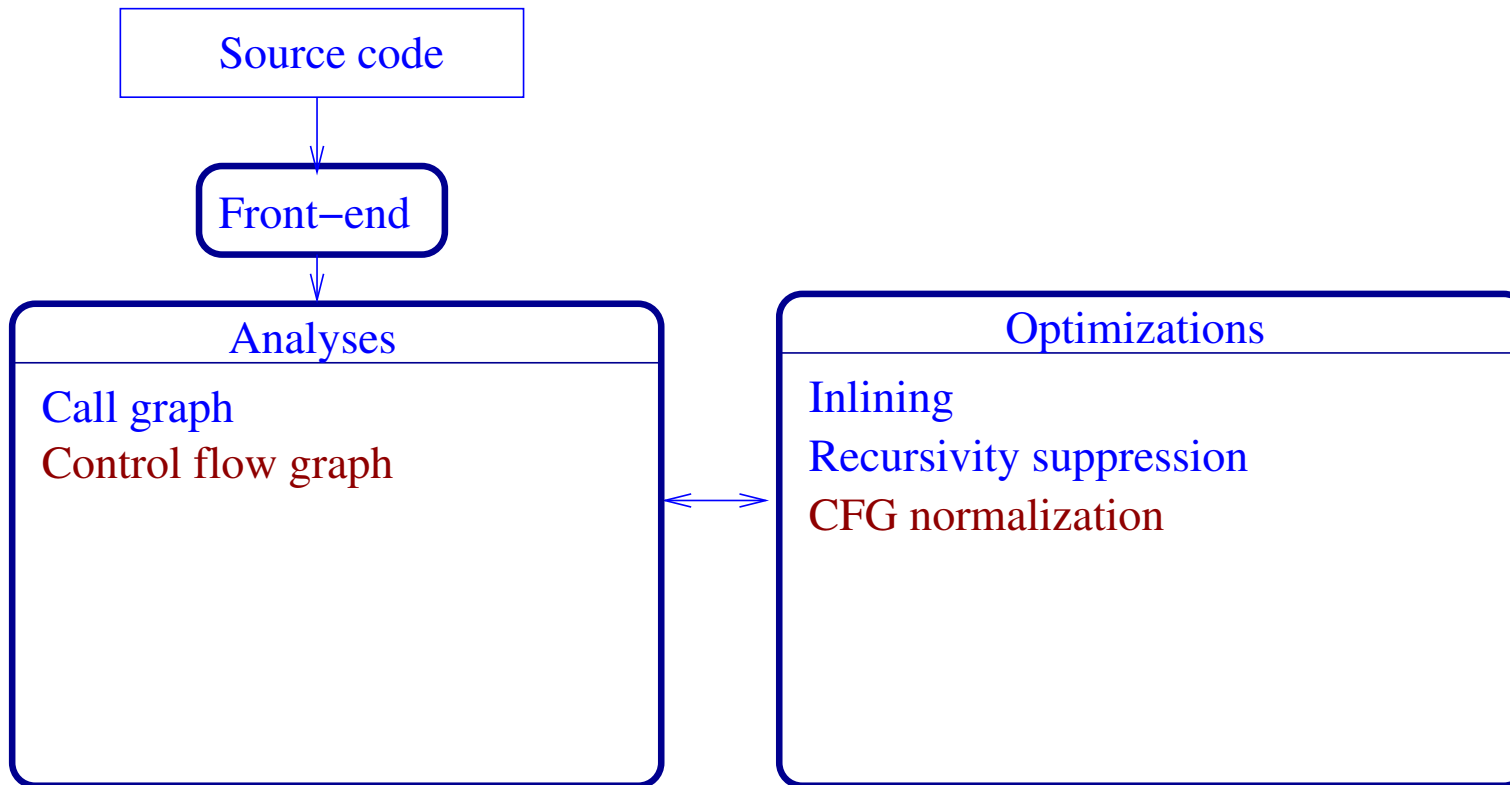 Source code
Front−end
Analyses
Call graph
Control flow graph
Optimizations
Inlining
Recursivity suppression
CFG normalization